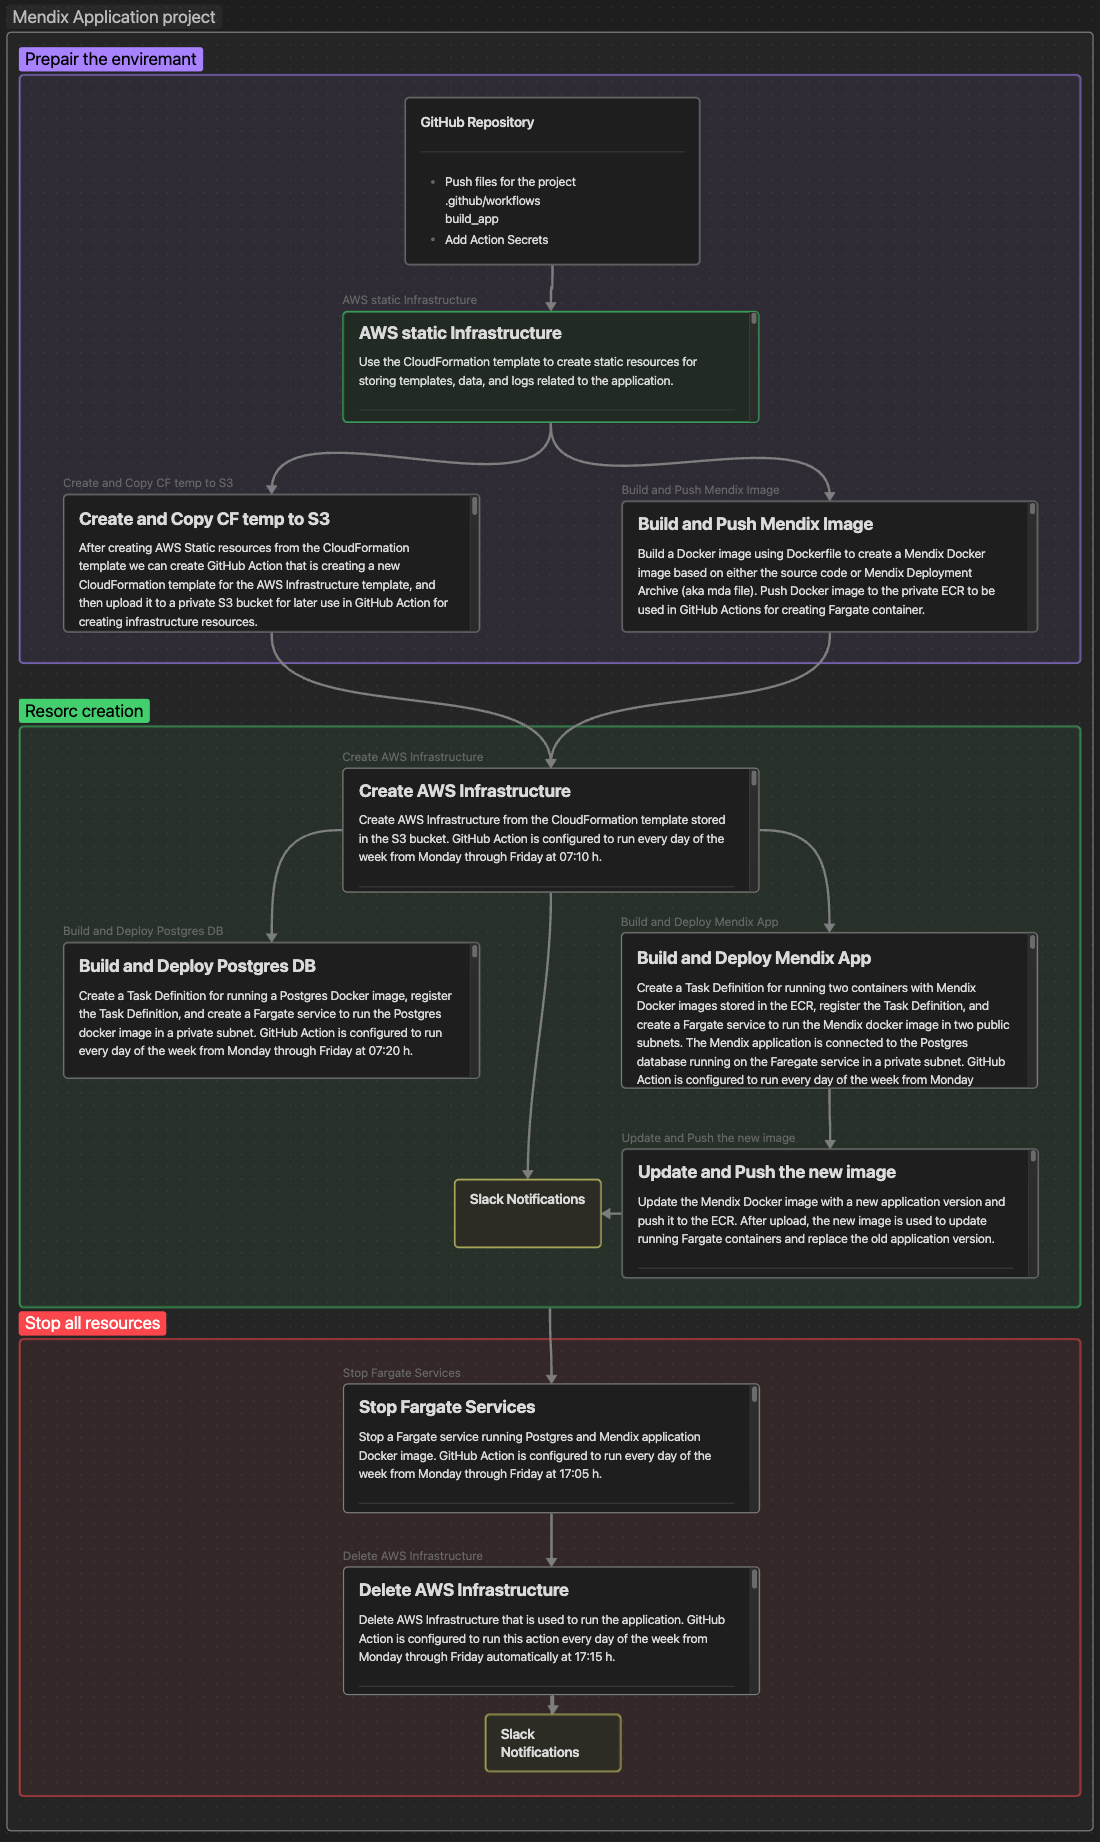 Mendix Application project
Prepair the enviremant
GitHub Repository
Push files for the project
.github/workflows
build_app
Add Action Secrets
AWS static Infrastructure
AWS static Infrastructure
Use the CloudFormation template to create static resources for
storing templates, data, and logs related to the application.
Create and Copy CF temp to S3
Create and Copy CF temp to S3
After creating AWS Static resources from the CloudFormation
template we can create GitHub Action that is creating a new
CloudFormation template for the AWS Infrastructure template, and
then upload it to a private S3 bucket for later use in GitHub Action for
creating infrastructure resources.
Build and Push Mendix Image
Build and Push Mendix Image
Build a Docker image using Dockerfile to create a Mendix Docker
image based on either the source code or Mendix Deployment
Archive (aka mda file). Push Docker image to the private ECR to be
used in GitHub Actions for creating Fargate container.
Resorc creation
Create AWS Infrastructure
Create AWS Infrastructure
Create AWS Infrastructure from the CloudFormation template stored
in the S3 bucket. GitHub Action is configured to run every day of the
week from Monday through Friday at 07:10 h.
Build and Deploy Postgres DB
Build and Deploy Postgres DB
Create a Task Definition for running a Postgres Docker image, register
the Task Definition, and create a Fargate service to run the Postgres
docker image in a private subnet. GitHub Action is configured to run
every day of the week from Monday through Friday at 07:20 h.
Build and Deploy Mendix App
Build and Deploy Mendix App
Create a Task Definition for running two containers with Mendix
Docker images stored in the ECR, register the Task Definition, and
create a Fargate service to run the Mendix docker image in two public
subnets. The Mendix application is connected to the Postgres
database running on the Faregate service in a private subnet. GitHub
Action is configured to run every day of the week from Monday
Update and Push the new image
Update and Push the new image
Update the Mendix Docker image with a new application version and
push it to the ECR. After upload, the new image is used to update
running Fargate containers and replace the old application version.
Slack Notifications
Stop all resources
Stop Fargate Services
Stop Fargate Services
Stop a Fargate service running Postgres and Mendix application
Docker image. GitHub Action is configured to run every day of the
week from Monday through Friday at 17:05 h.
Delete AWS Infrastructure
Delete AWS Infrastructure
Delete AWS Infrastructure that is used to run the application. GitHub
Action is configured to run this action every day of the week from
Monday through Friday automatically at 17:15 h.
Slack
Notifications